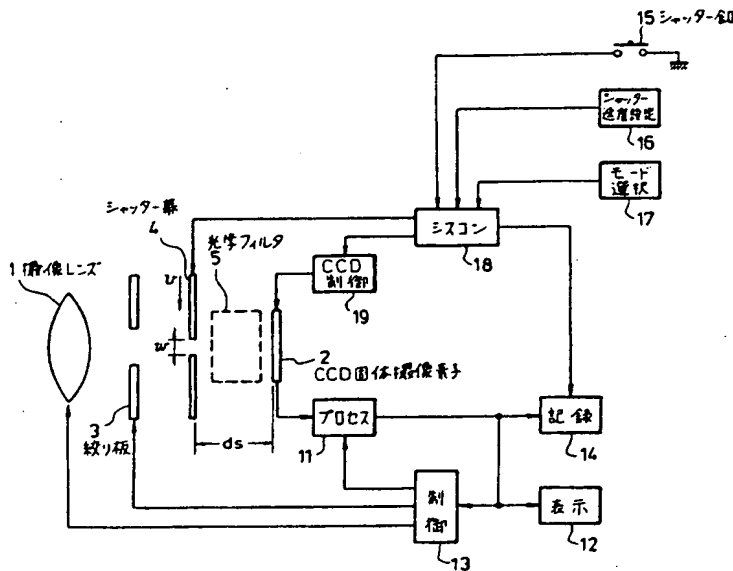 15 シャッター釦
シャッター
速度設定
16
モード
選択
17
シャッター幕
4
光学フィルタ
5
シスコン
18
CCD
制御
19
1 撮像レンズ
v
w
2
CCD固体撮像素子
3
絞り板
ds
プロセス
11
記録
14
制
御
13
表示
12